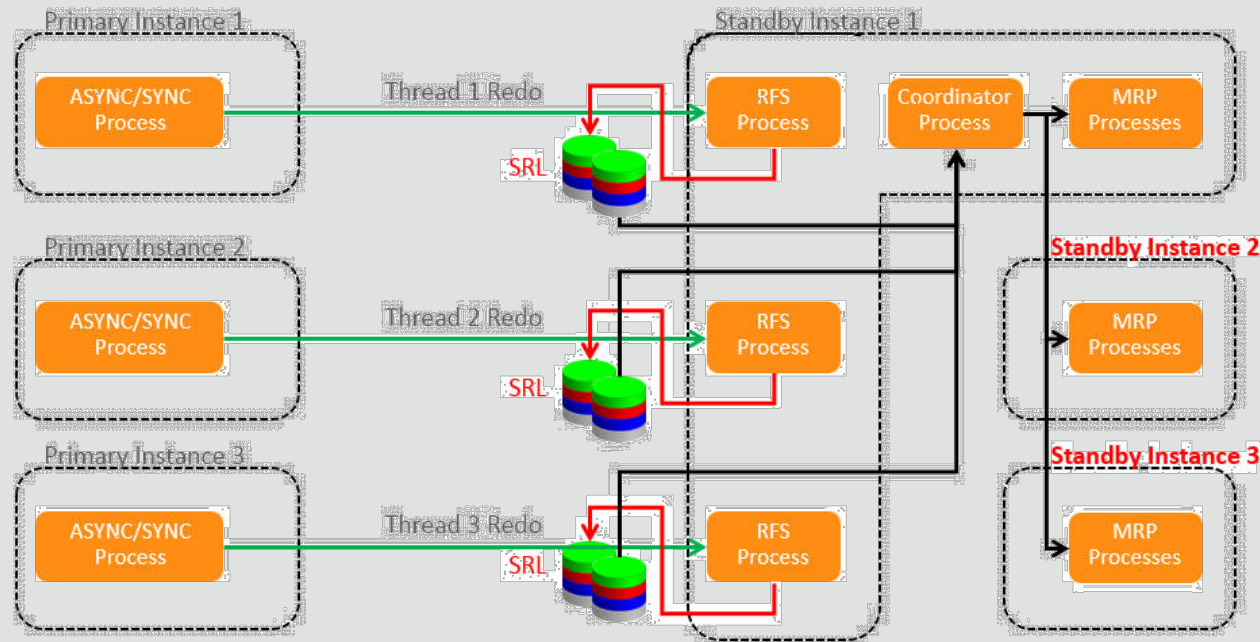 Primary Instance 1
Standby Instance 1
ASYNC/SYNC
Process
Thread 1 Redo
RFS
Process
Coordinator
Process
MRP
Processes
SRL
Primary Instance 2
Standby Instance 2
ASYNC/SYNC
Process
Thread 2 Redo
RFS
Process
MRP
Processes
SRL
Primary Instance 3
Standby Instance 3
ASYNC/SYNC
Process
Thread 3 Redo
RFS
Process
MRP
Processes
SRL